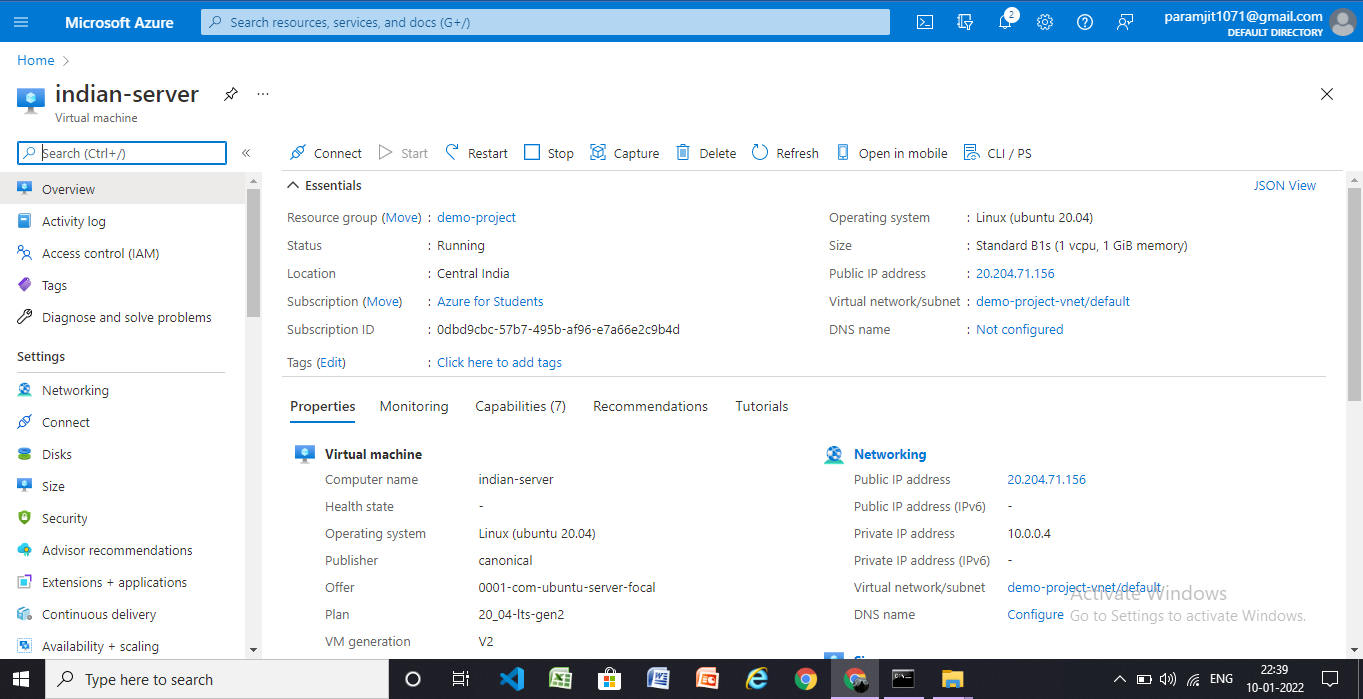 Microsoft Azure
Search resources, services, and docs (G+/)
2
paramjit1071@gmail.com
DEFAULT DIRECTORY
Home
indian-server
...
Virtual machine
Search (Ctrl+/)
«
Connect Start Restart Stop Capture Delete Refresh Open in mobile CLI / PS
Overview
Activity log
Access control (IAM)
Tags
Diagnose and solve problems
Settings
Networking
Connect
Disks
Size
Security
Advisor recommendations
Extensions + applications
Continuous delivery
Availability + scaling
Essentials
JSON View
Resource group (Move) : demo-project
Status : Running
Location : Central India
Subscription (Move) : Azure for Students
Subscription ID : 0dbd9cbc-57b7-495b-af96-e7a66e2c9b4d
Tags (Edit) : Click here to add tags
Operating system : Linux (ubuntu 20.04)
Size : Standard B1s (1 vcpu, 1 GiB memory)
Public IP address : 20.204.71.156
Virtual network/subnet : demo-project-vnet/default
DNS name : Not configured
Properties Monitoring Capabilities (7) Recommendations Tutorials
Virtual machine
Computer name indian-server
Health state -
Operating system Linux (ubuntu 20.04)
Publisher canonical
Offer 0001-com-ubuntu-server-focal
Plan 20_04-lts-gen2
VM generation V2
Networking
Public IP address 20.204.71.156
Public IP address (IPv6) -
Private IP address 10.0.0.4
Private IP address (IPv6) -
Virtual network/subnet demo-project-vnet/default
DNS name Configure
Activate Windows
Go to Settings to activate Windows.
Type here to search
ENG
22:39
10-01-2022